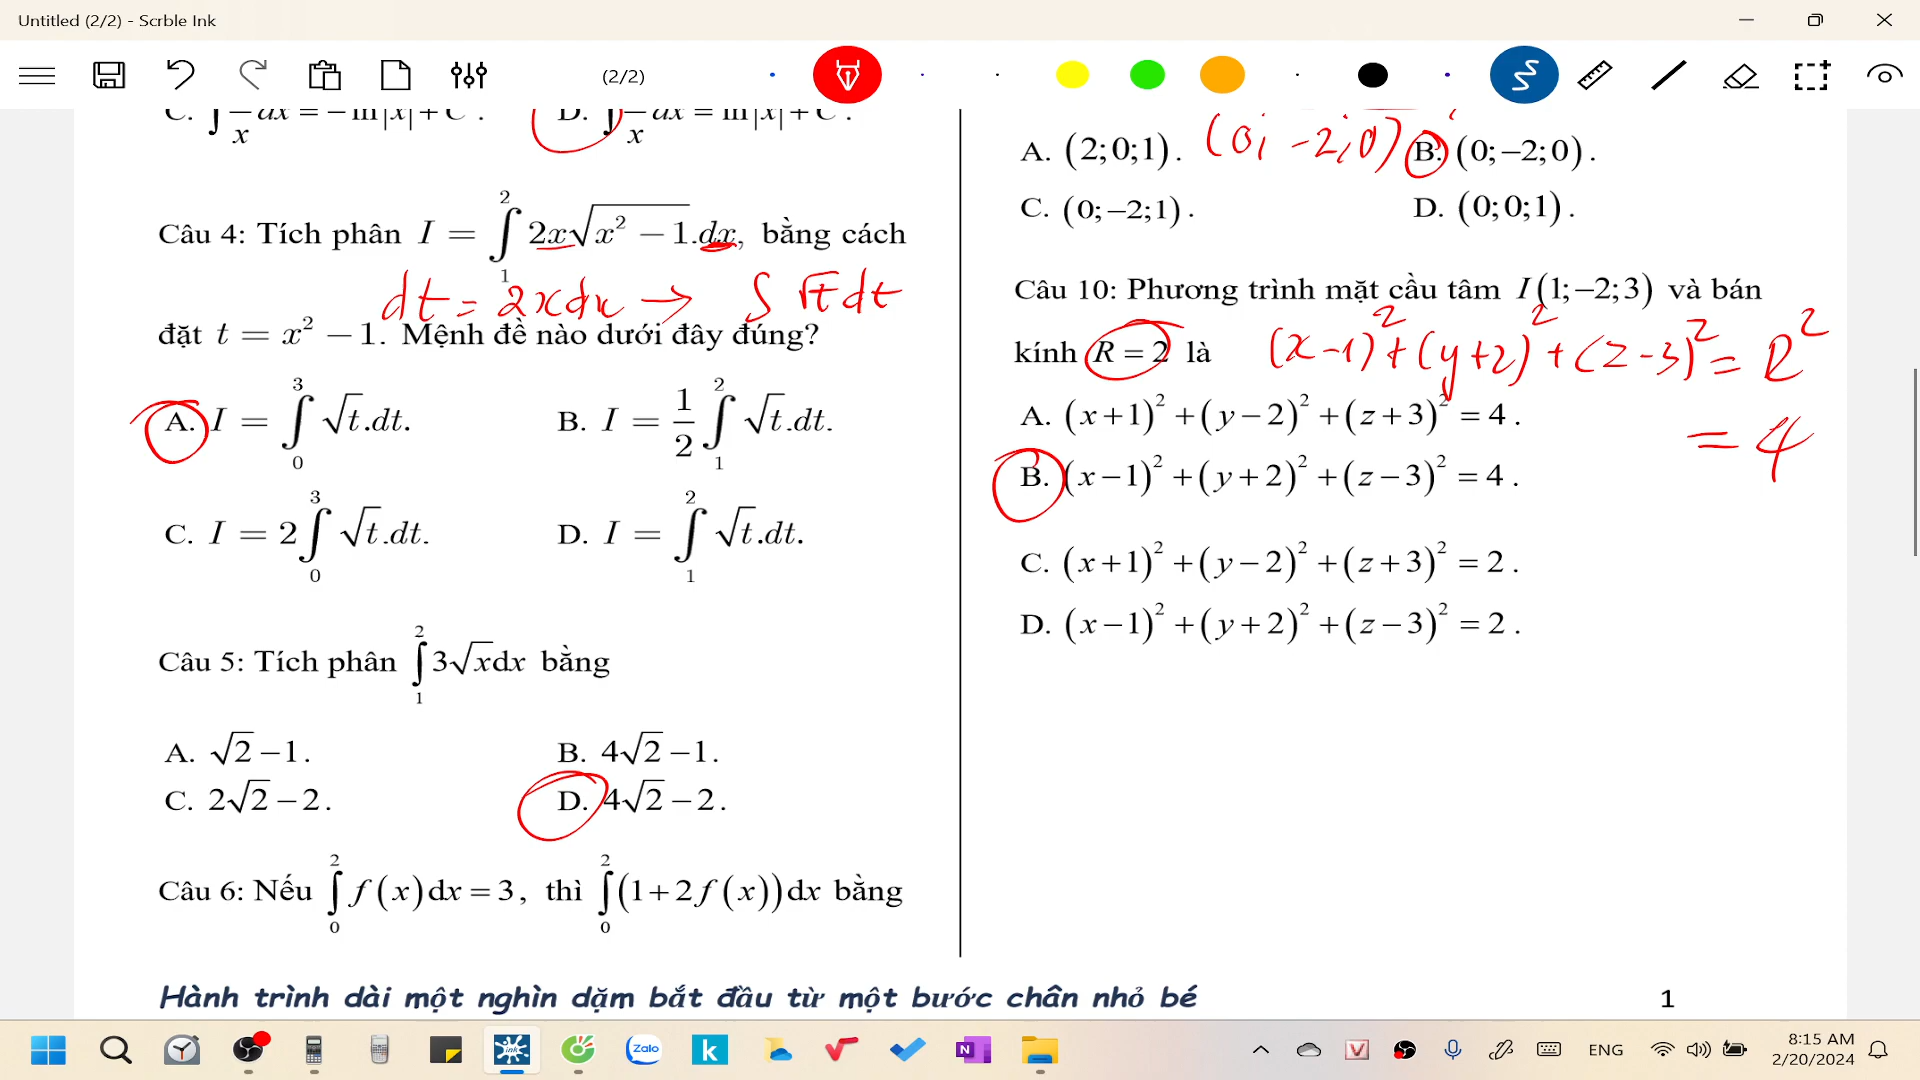 Untitled (2/2) - Scrble Ink
(2/2)
C. ∫ — dx = −ln|x| + C .
x
D. ∫ — dx = ln|x| + C .
x
Câu 4: Tích phân I = ∫₁² 2x√(x² − 1).dx, bằng cách
dt = 2xdx → ∫ √t dt
đặt t = x² − 1. Mệnh đề nào dưới đây đúng?
A. I = ∫₀³ √t.dt.
B. I = 1/2 ∫₁² √t.dt.
C. I = 2∫₀³ √t.dt.
D. I = ∫₁² √t.dt.
Câu 5: Tích phân ∫₁² 3√x dx bằng
A. √2 − 1.
B. 4√2 − 1.
C. 2√2 − 2.
D. 4√2 − 2.
Câu 6: Nếu ∫₀² f(x)dx = 3, thì ∫₀² (1 + 2f(x))dx bằng
A. (2;0;1).
(0; −2; 0)
B. (0;−2;0).
C. (0;−2;1).
D. (0;0;1).
Câu 10: Phương trình mặt cầu tâm I(1;−2;3) và bán
kính R = 2 là
(x−1)² + (y+2)² + (z−3)² = R²
= 4
A. (x+1)² + (y−2)² + (z+3)² = 4 .
B. (x−1)² + (y+2)² + (z−3)² = 4 .
C. (x+1)² + (y−2)² + (z+3)² = 2 .
D. (x−1)² + (y+2)² + (z−3)² = 2 .
Hành trình dài một nghìn dặm bắt đầu từ một bước chân nhỏ bé
1
Zalo
ENG
8:15 AM
2/20/2024